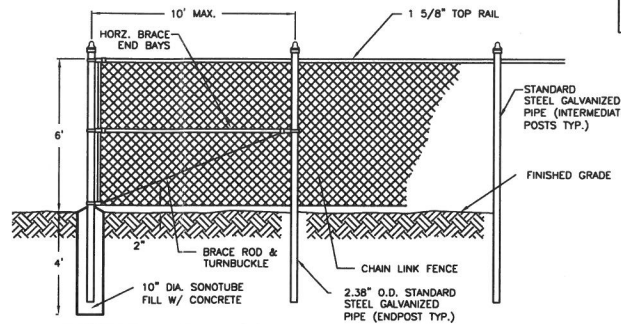 10' MAX.
1 5/8" TOP RAIL
HORZ. BRACE
END BAYS
STANDARD
STEEL GALVANIZED
PIPE (INTERMEDIAT
POSTS TYP.)
6'
FINISHED GRADE
2"
BRACE ROD &
TURNBUCKLE
4'
CHAIN LINK FENCE
10" DIA. SONOTUBE
FILL W/ CONCRETE
2.38" O.D. STANDARD
STEEL GALVANIZED
PIPE (ENDPOST TYP.)